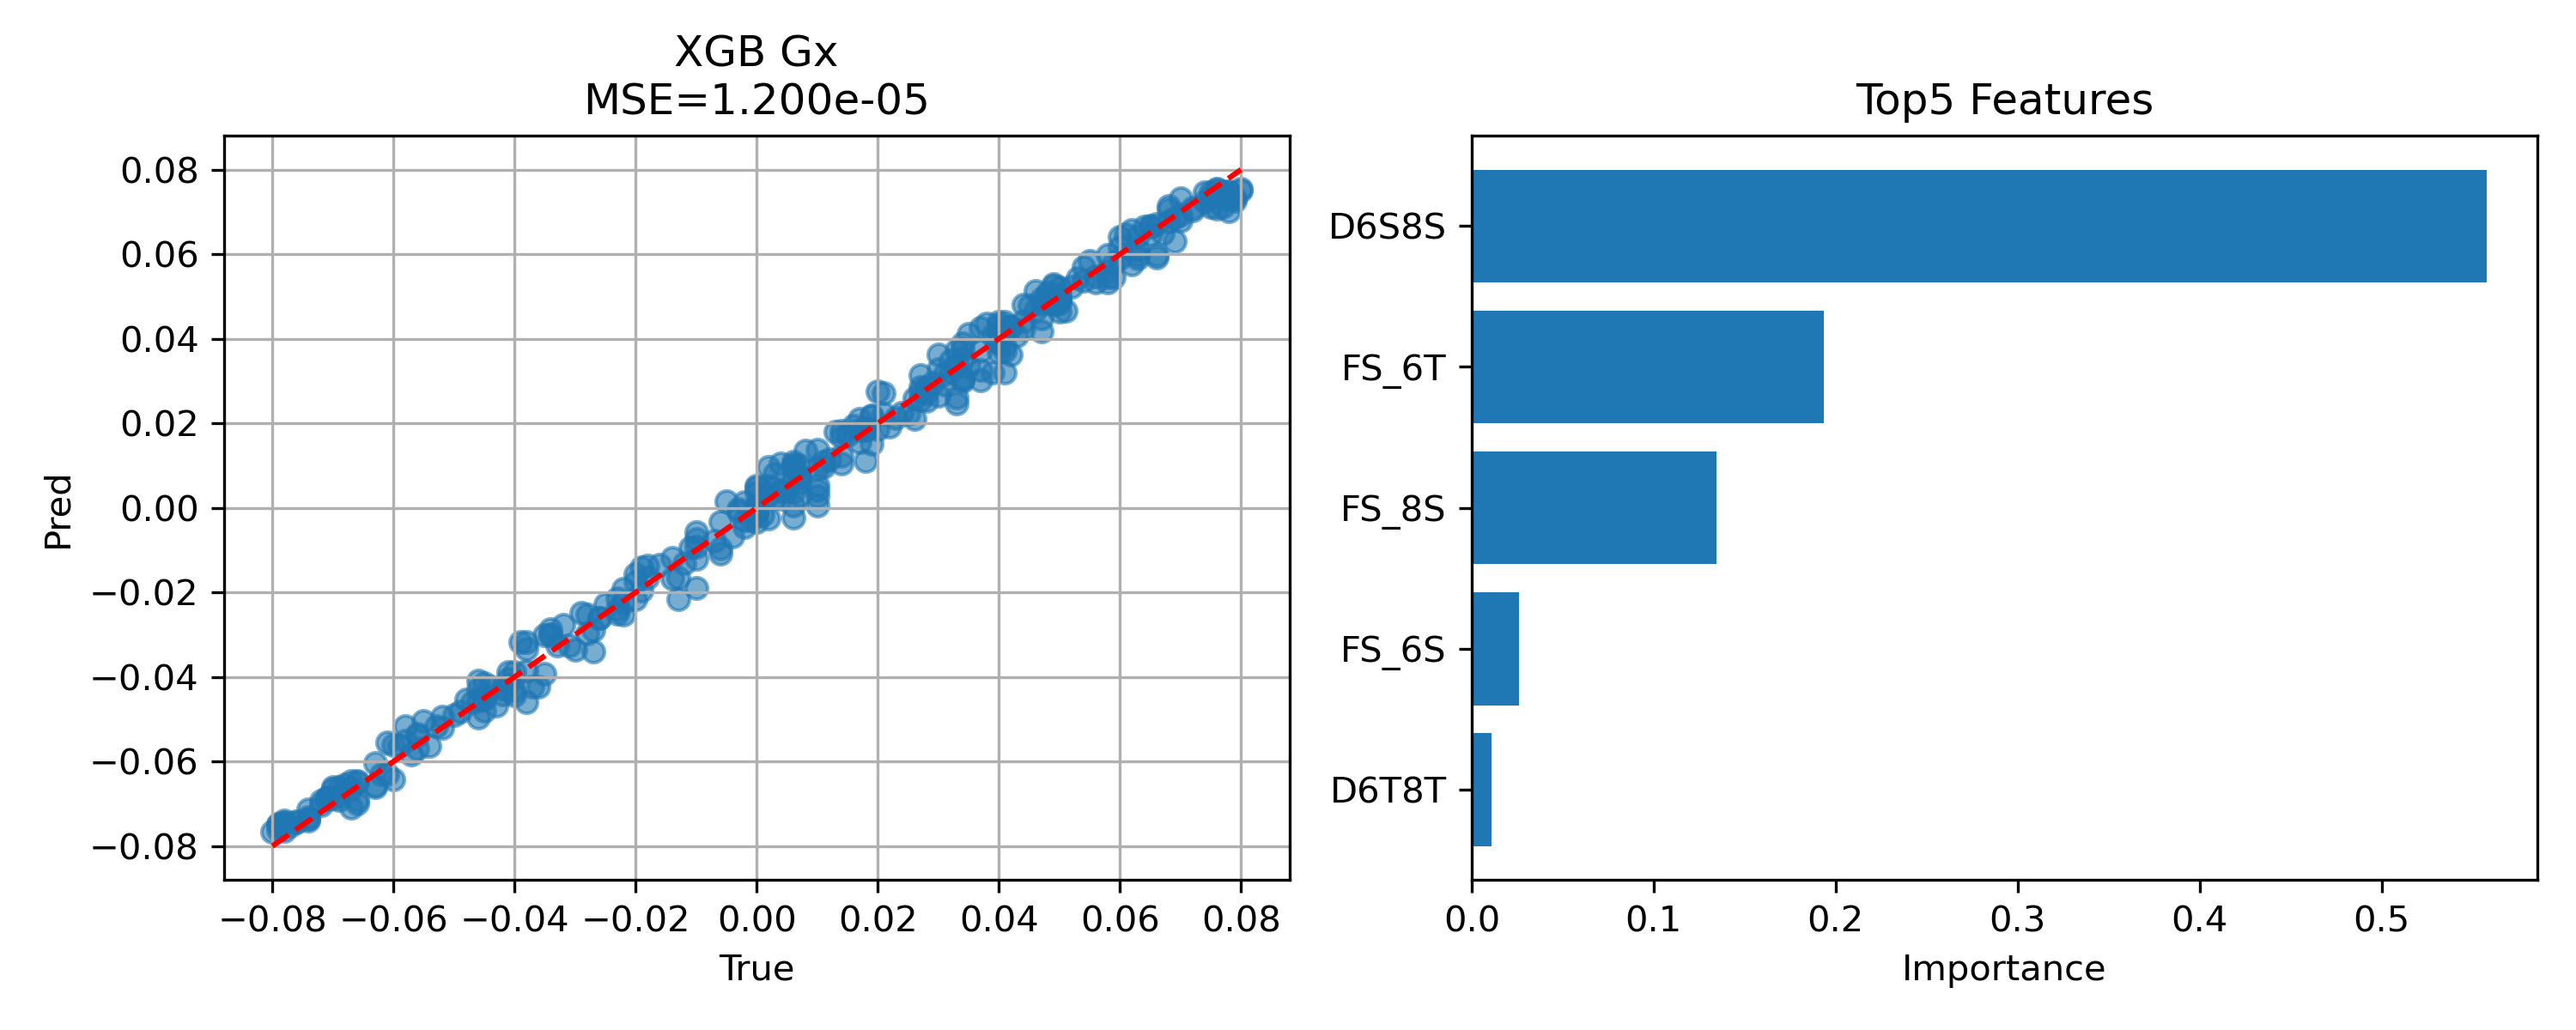 XGB Gx
MSE=1.200e-05
Pred
0.08
0.06
0.04
0.02
0.00
−0.02
−0.04
−0.06
−0.08
−0.08 −0.06 −0.04 −0.02 0.00 0.02 0.04 0.06 0.08
True
Top5 Features
D6S8S
FS_6T
FS_8S
FS_6S
D6T8T
0.0 0.1 0.2 0.3 0.4 0.5
Importance